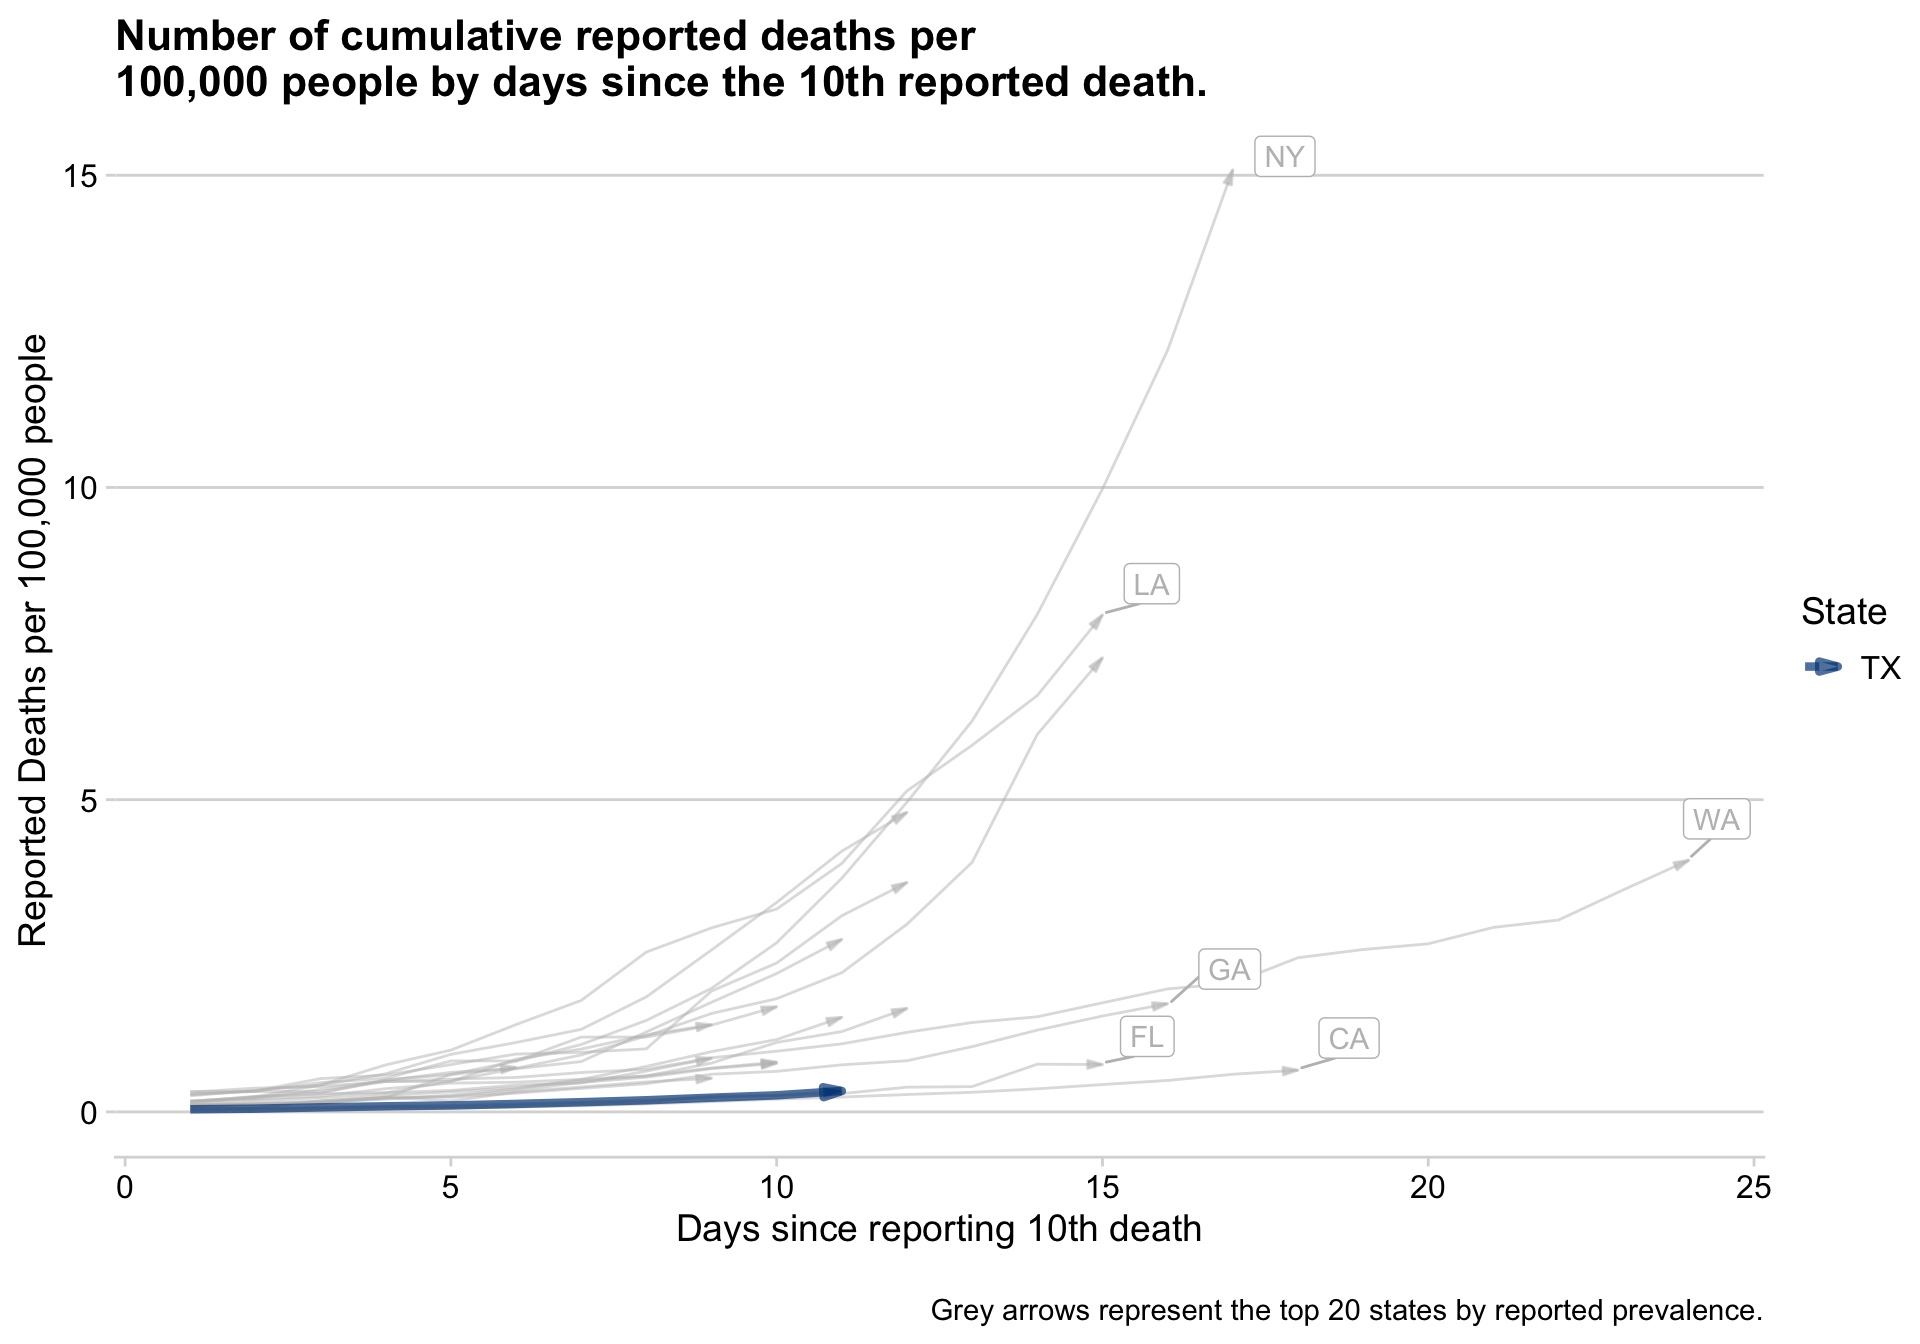 Number of cumulative reported deaths per
100,000 people by days since the 10th reported death.
NY
15
10
LA
State
TX
5
WA
GA
FL
CA
0
Reported Deaths per 100,000 people
0 5 10 15 20 25
Days since reporting 10th death
Grey arrows represent the top 20 states by reported prevalence.